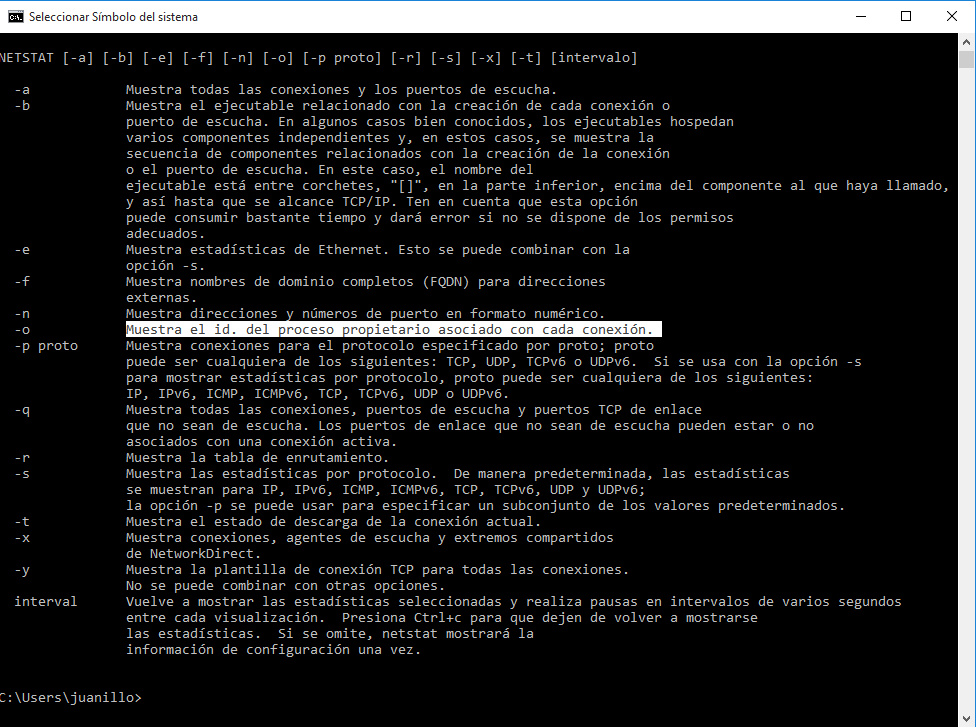 Seleccionar Símbolo del sistema
NETSTAT [-a] [-b] [-e] [-f] [-n] [-o] [-p proto] [-r] [-s] [-x] [-t] [intervalo]
-a Muestra todas las conexiones y los puertos de escucha.
-b Muestra el ejecutable relacionado con la creación de cada conexión o
puerto de escucha. En algunos casos bien conocidos, los ejecutables hospedan
varios componentes independientes y, en estos casos, se muestra la
secuencia de componentes relacionados con la creación de la conexión
o el puerto de escucha. En este caso, el nombre del
ejecutable está entre corchetes, "[]", en la parte inferior, encima del componente al que haya llamado,
y así hasta que se alcance TCP/IP. Ten en cuenta que esta opción
puede consumir bastante tiempo y dará error si no se dispone de los permisos
adecuados.
-e Muestra estadísticas de Ethernet. Esto se puede combinar con la
opción -s.
-f Muestra nombres de dominio completos (FQDN) para direcciones
externas.
-n Muestra direcciones y números de puerto en formato numérico.
-o Muestra el id. del proceso propietario asociado con cada conexión.
-p proto Muestra conexiones para el protocolo especificado por proto; proto
puede ser cualquiera de los siguientes: TCP, UDP, TCPv6 o UDPv6.  Si se usa con la opción -s
para mostrar estadísticas por protocolo, proto puede ser cualquiera de los siguientes:
IP, IPv6, ICMP, ICMPv6, TCP, TCPv6, UDP o UDPv6.
-q Muestra todas las conexiones, puertos de escucha y puertos TCP de enlace
que no sean de escucha. Los puertos de enlace que no sean de escucha pueden estar o no
asociados con una conexión activa.
-r Muestra la tabla de enrutamiento.
-s Muestra las estadísticas por protocolo.  De manera predeterminada, las estadísticas
se muestran para IP, IPv6, ICMP, ICMPv6, TCP, TCPv6, UDP y UDPv6;
la opción -p se puede usar para especificar un subconjunto de los valores predeterminados.
-t Muestra el estado de descarga de la conexión actual.
-x Muestra conexiones, agentes de escucha y extremos compartidos
de NetworkDirect.
-y Muestra la plantilla de conexión TCP para todas las conexiones.
No se puede combinar con otras opciones.
interval Vuelve a mostrar las estadísticas seleccionadas y realiza pausas en intervalos de varios segundos
entre cada visualización.  Presiona Ctrl+c para que dejen de volver a mostrarse
las estadísticas.  Si se omite, netstat mostrará la
información de configuración una vez.
C:\Users\juanillo>